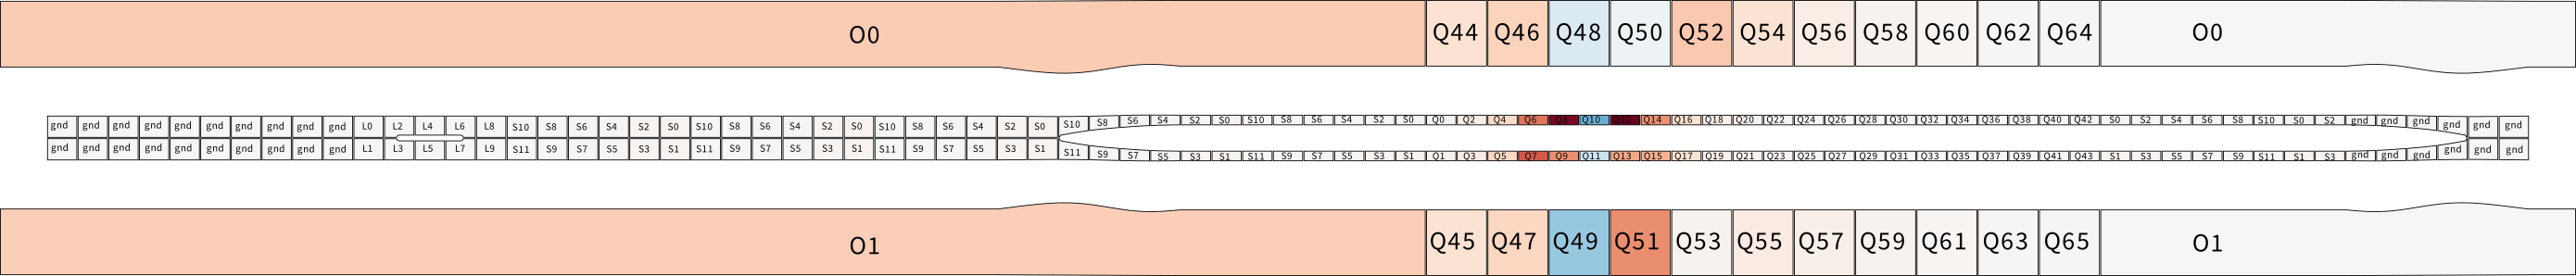 O0 Q44 Q46 Q48 Q50 Q52 Q54 Q56 Q58 Q60 Q62 Q64 O0
gnd gnd gnd gnd gnd gnd gnd gnd gnd gnd L0 L2 L4 L6 L8 S10 S8 S6 S4 S2 S0 S10 S8 S6 S4 S2 S0 S10 S8 S6 S4 S2 S0 S10 S8 S6 S4 S2 S0 S10 S8 S6 S4 S2 S0 Q0 Q2 Q4 Q6 Q8 Q10 Q12 Q14 Q16 Q18 Q20 Q22 Q24 Q26 Q28 Q30 Q32 Q34 Q36 Q38 Q40 Q42 S0 S2 S4 S6 S8 S10 S0 S2 gnd gnd gnd gnd gnd gnd
gnd gnd gnd gnd gnd gnd gnd gnd gnd gnd L1 L3 L5 L7 L9 S11 S9 S7 S5 S3 S1 S11 S9 S7 S5 S3 S1 S11 S9 S7 S5 S3 S1 S11 S9 S7 S5 S3 S1 S11 S9 S7 S5 S3 S1 Q1 Q3 Q5 Q7 Q9 Q11 Q13 Q15 Q17 Q19 Q21 Q23 Q25 Q27 Q29 Q31 Q33 Q35 Q37 Q39 Q41 Q43 S1 S3 S5 S7 S9 S11 S1 S3 gnd gnd gnd gnd gnd gnd
O1 Q45 Q47 Q49 Q51 Q53 Q55 Q57 Q59 Q61 Q63 Q65 O1